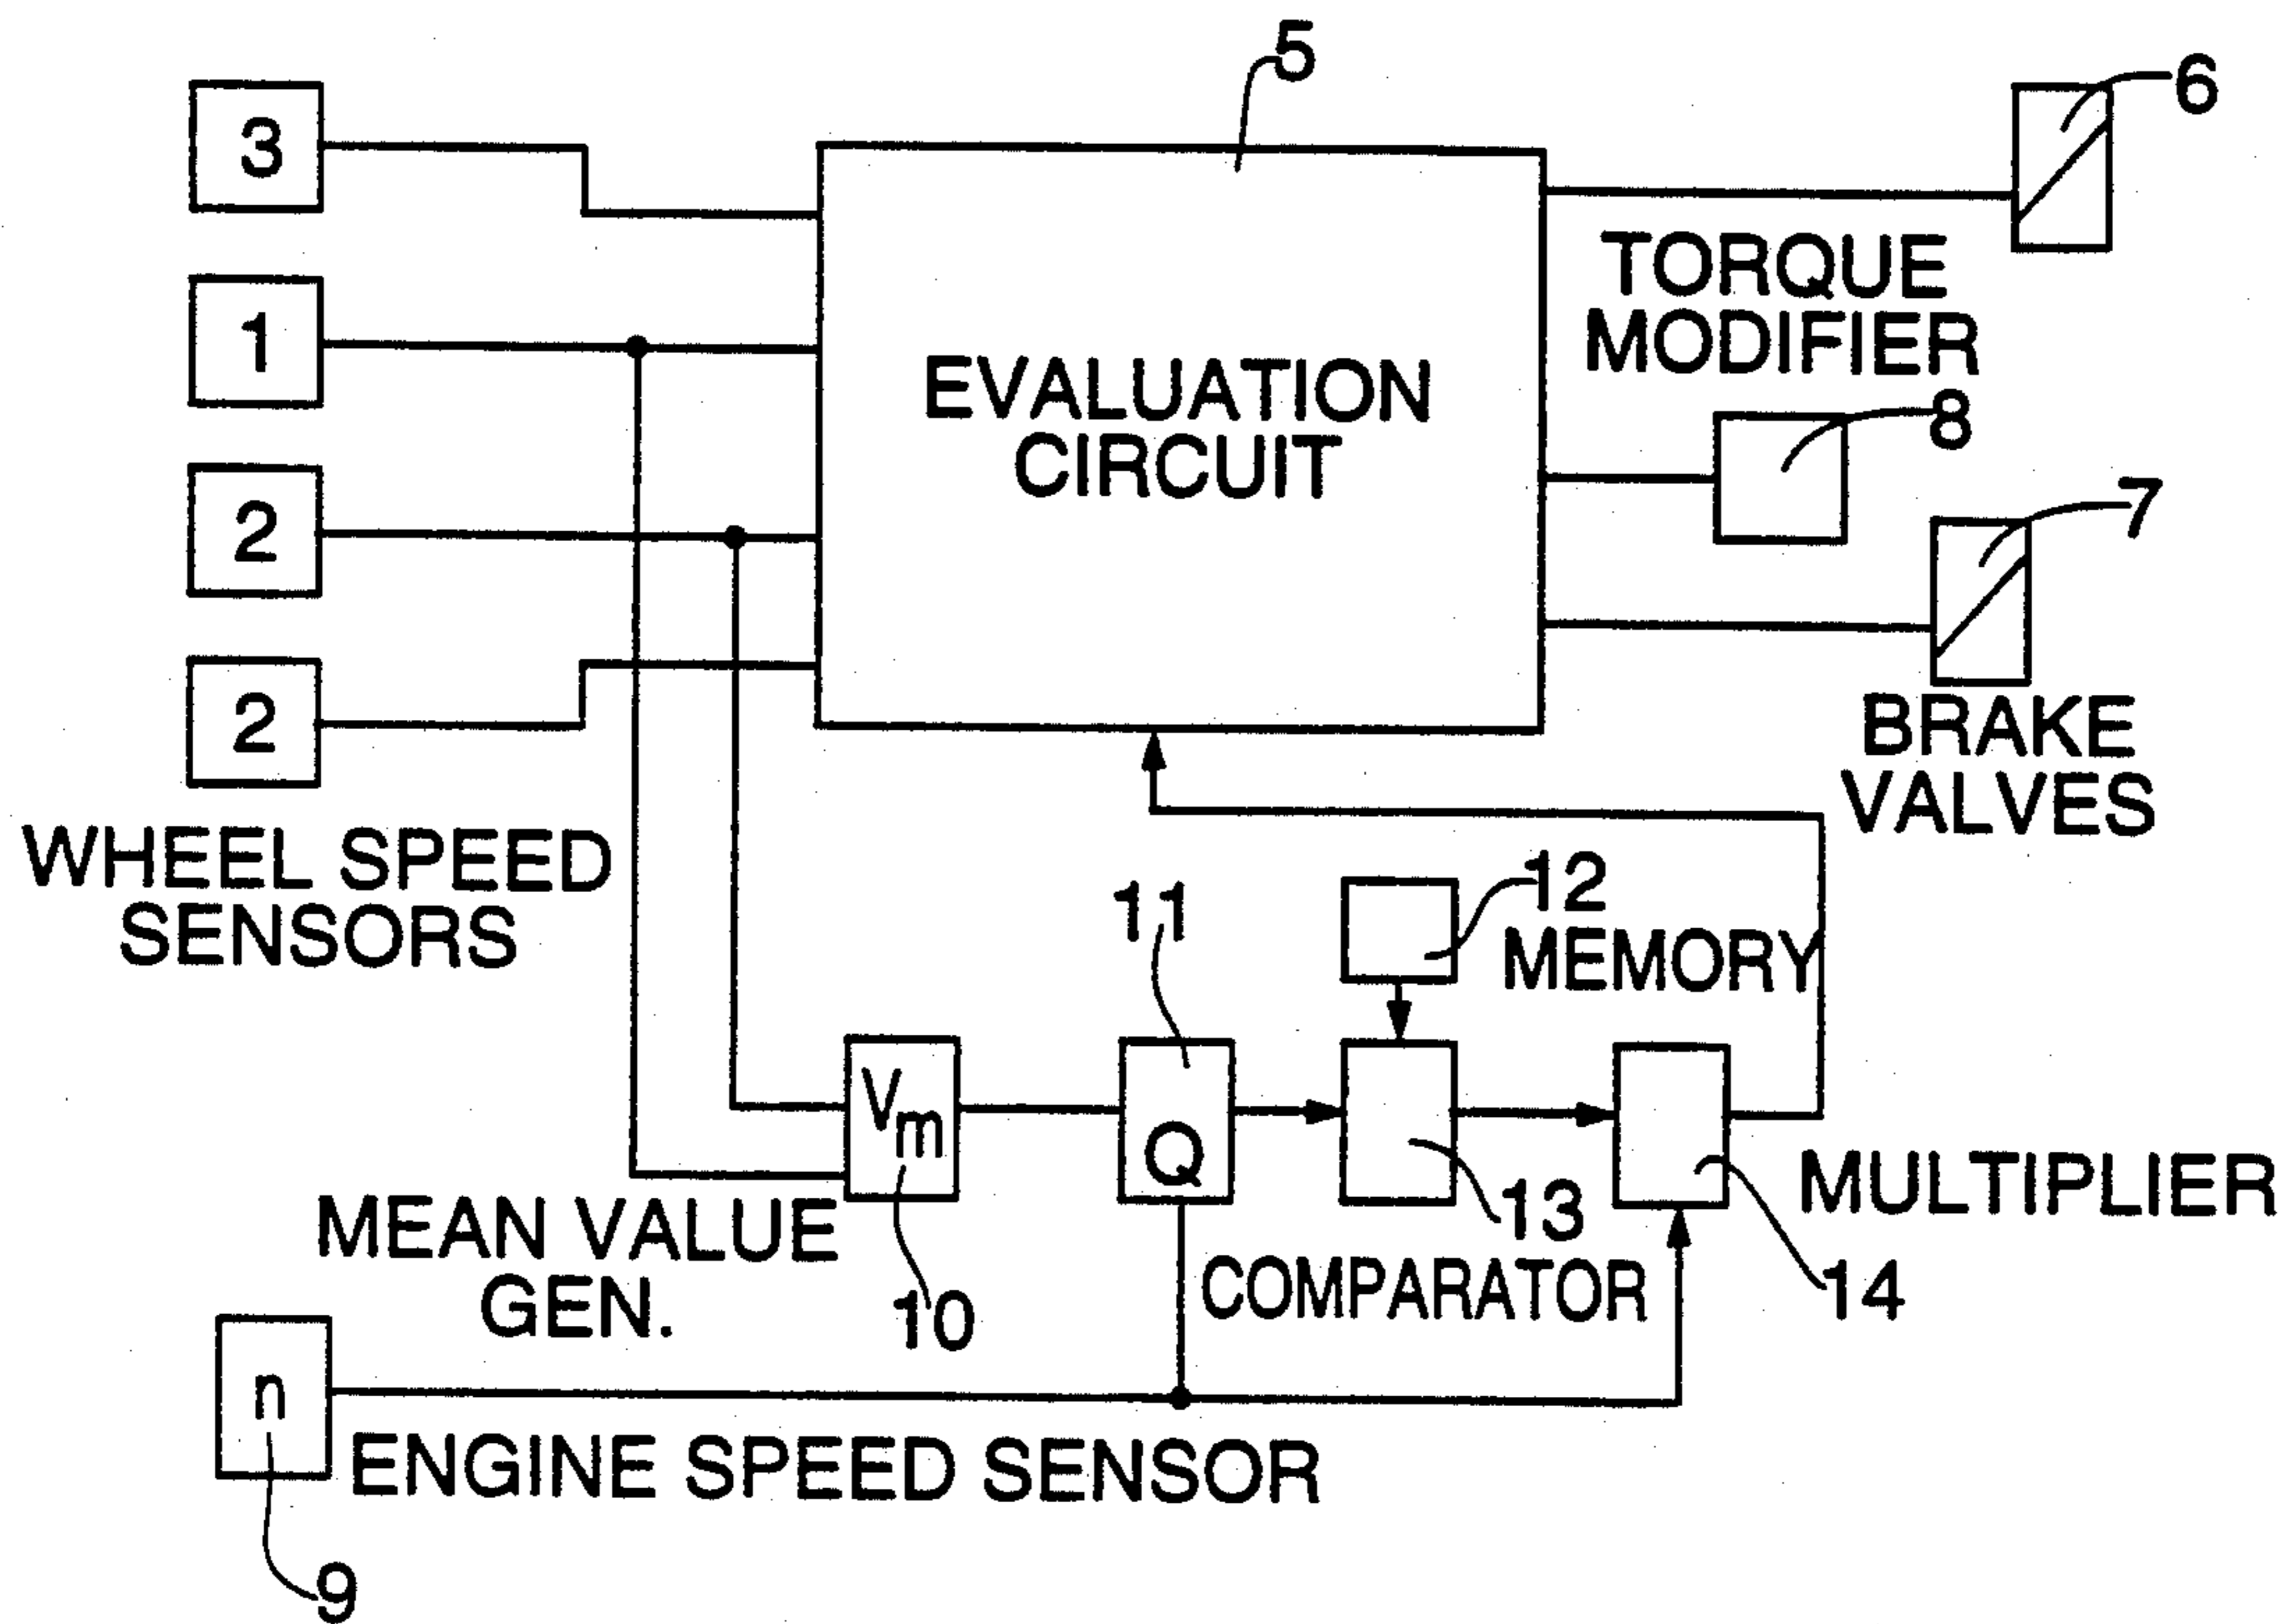 5
6
3
1
2
2
WHEEL SPEED
SENSORS
EVALUATION
CIRCUIT
TORQUE
MODIFIER
8
7
BRAKE
VALVES
11
12
MEMORY
Vm
Q
MEAN VALUE
GEN.
10
13
COMPARATOR
MULTIPLIER
14
n
ENGINE SPEED SENSOR
9